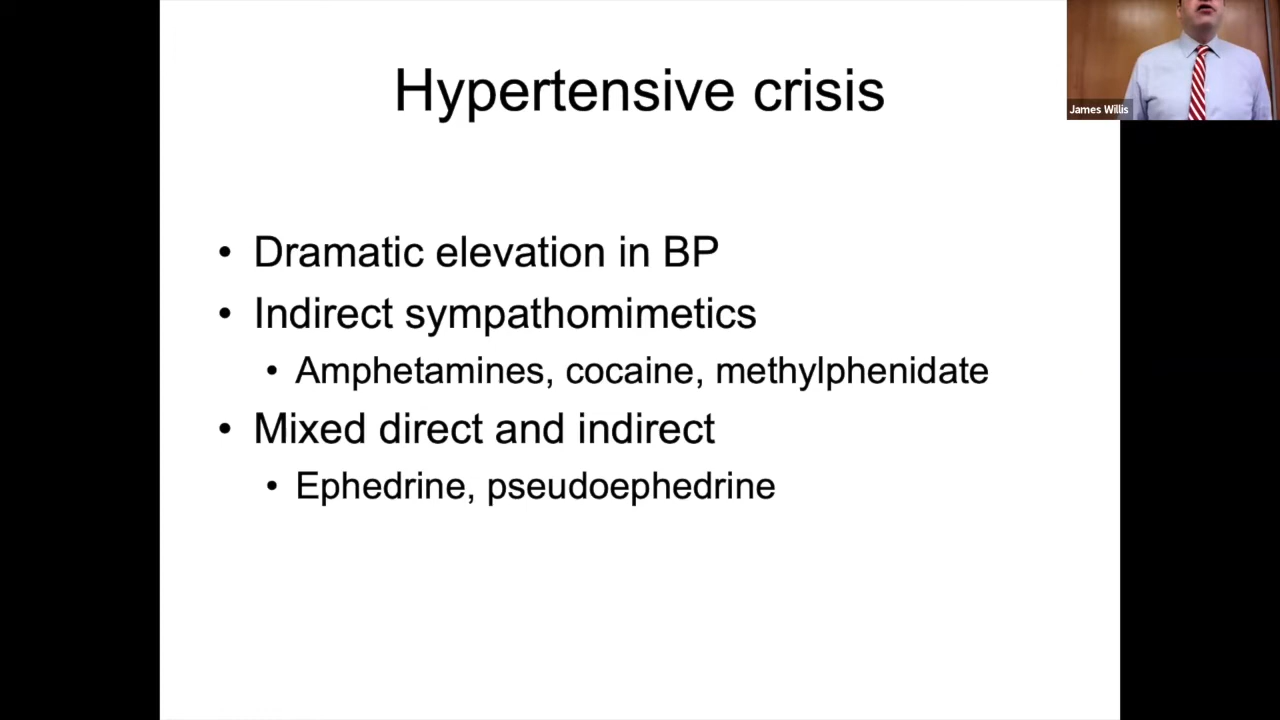 Hypertensive crisis
James Willis
• Dramatic elevation in BP
• Indirect sympathomimetics
• Amphetamines, cocaine, methylphenidate
• Mixed direct and indirect
• Ephedrine, pseudoephedrine